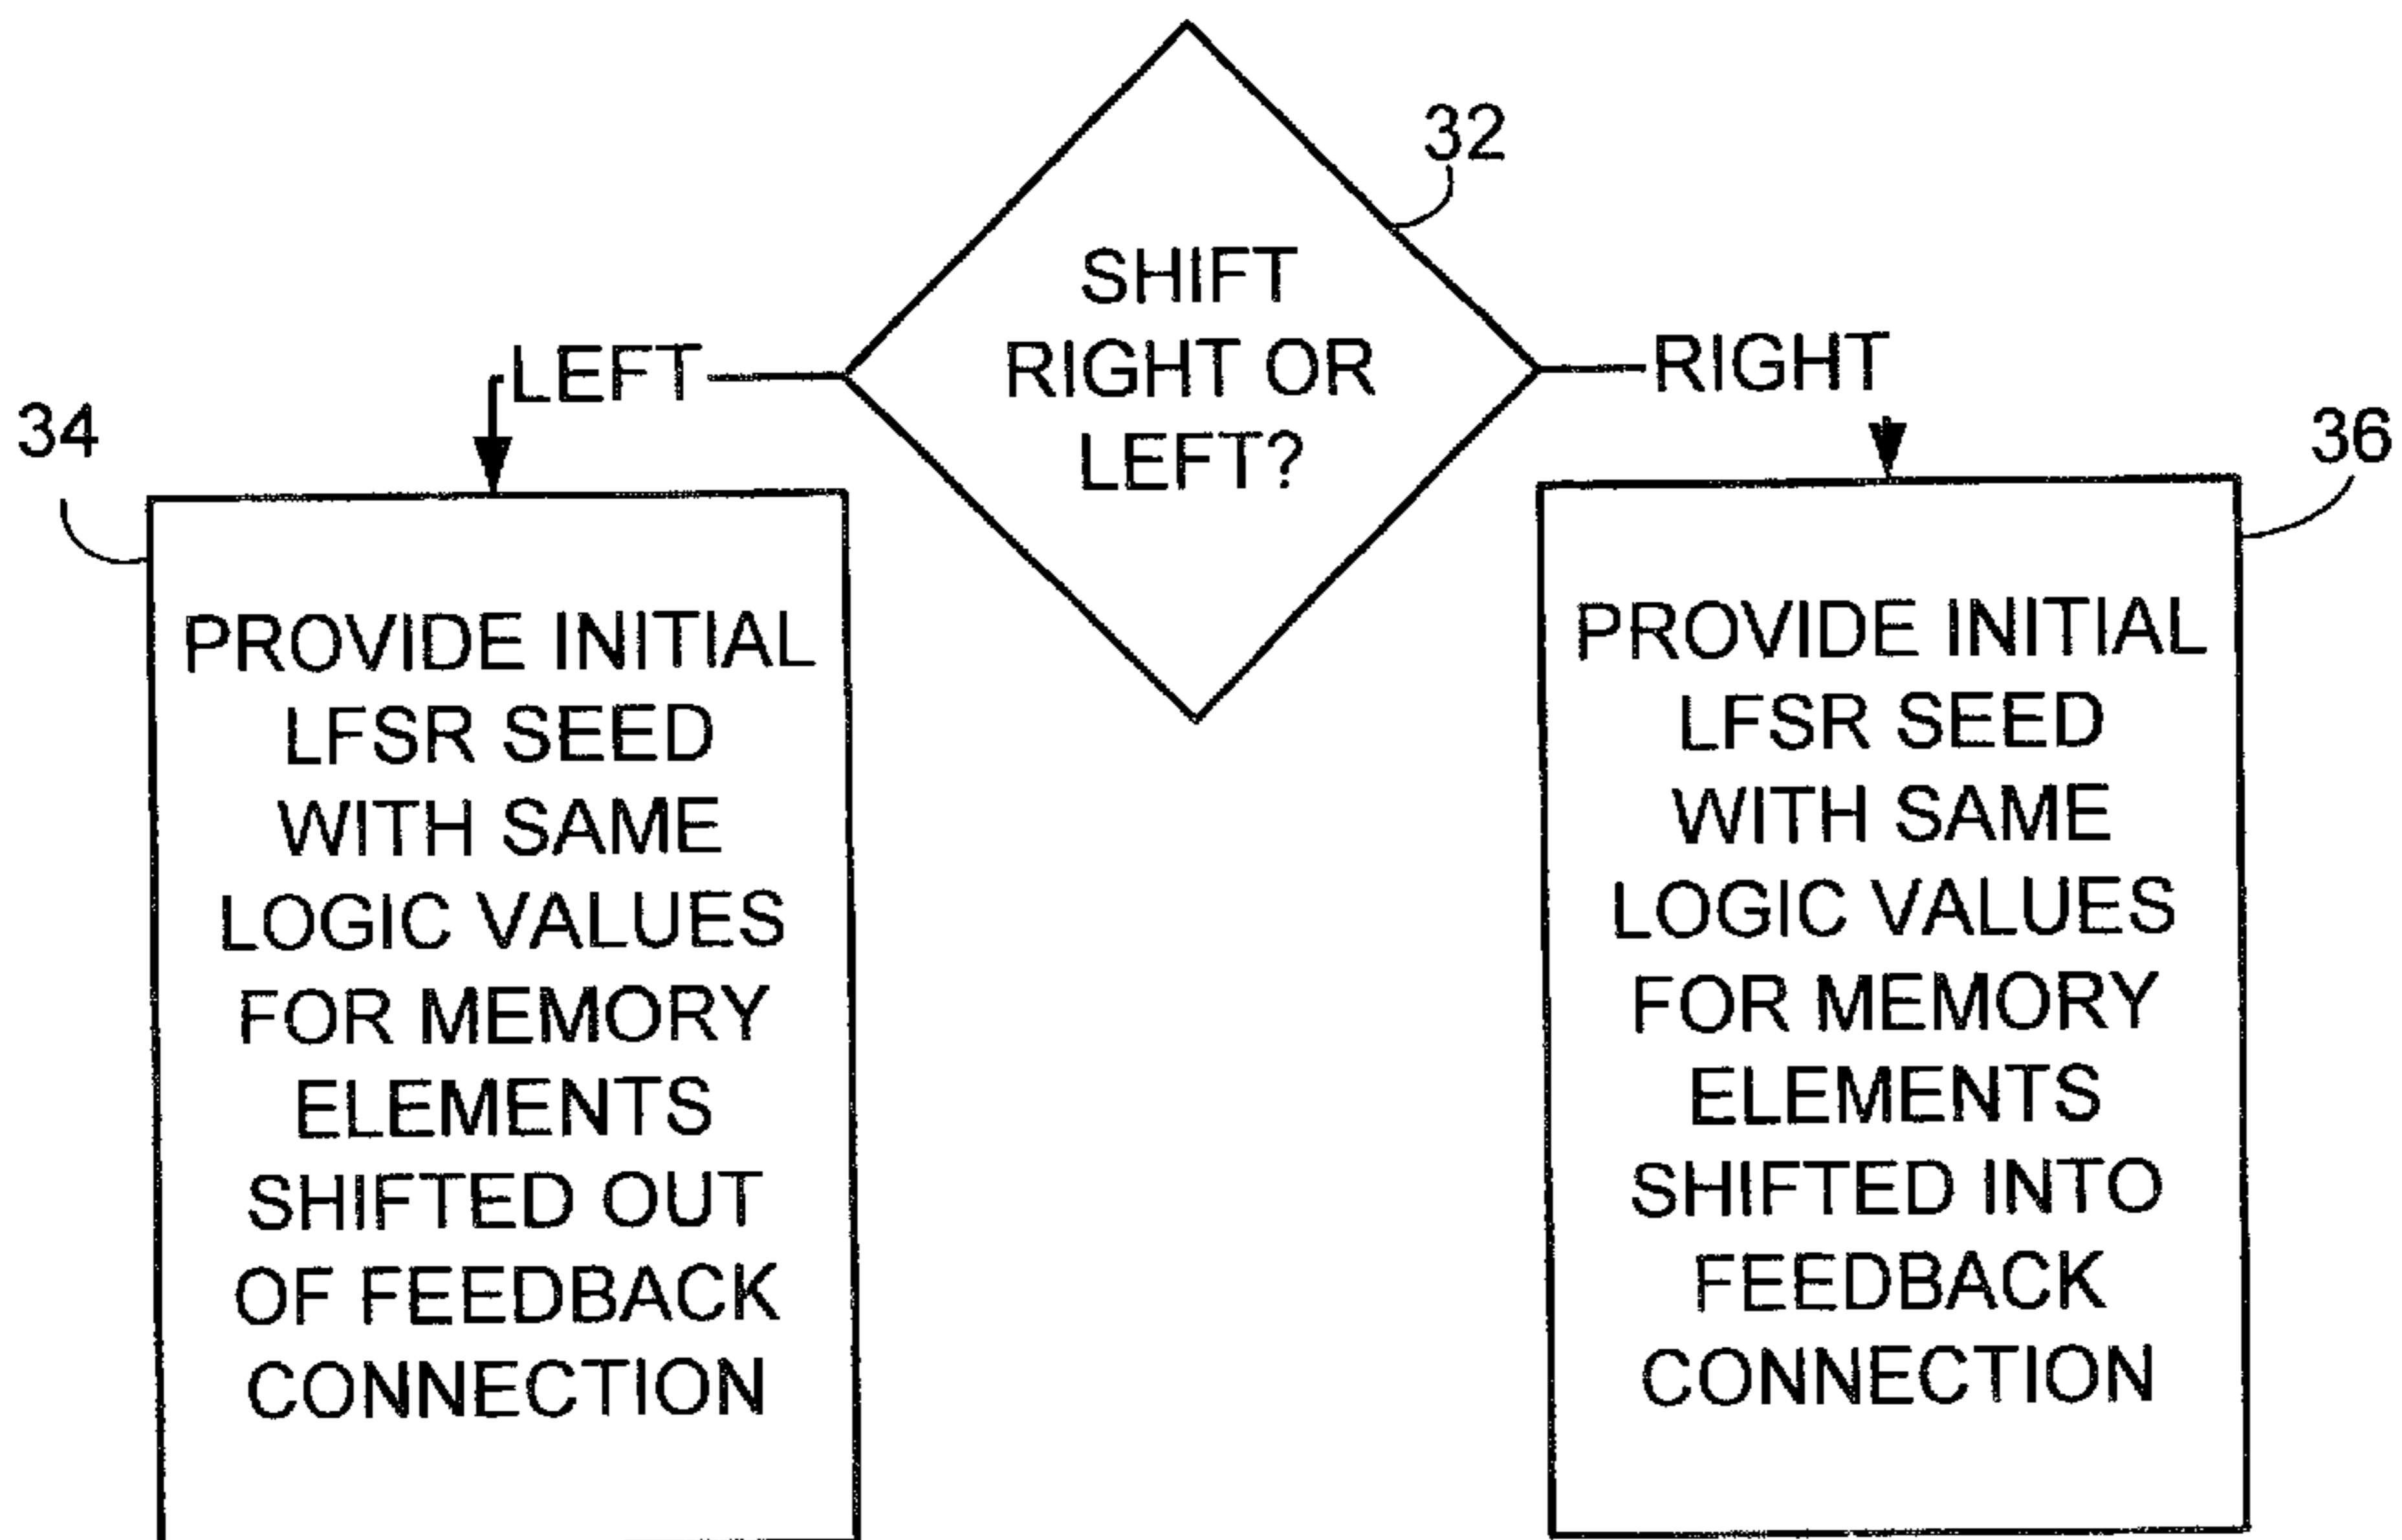 32
SHIFT
RIGHT OR
LEFT?
LEFT
RIGHT
34
36
PROVIDE INITIAL
LFSR SEED
WITH SAME
LOGIC VALUES
FOR MEMORY
ELEMENTS
SHIFTED OUT
OF FEEDBACK
CONNECTION
PROVIDE INITIAL
LFSR SEED
WITH SAME
LOGIC VALUES
FOR MEMORY
ELEMENTS
SHIFTED INTO
FEEDBACK
CONNECTION